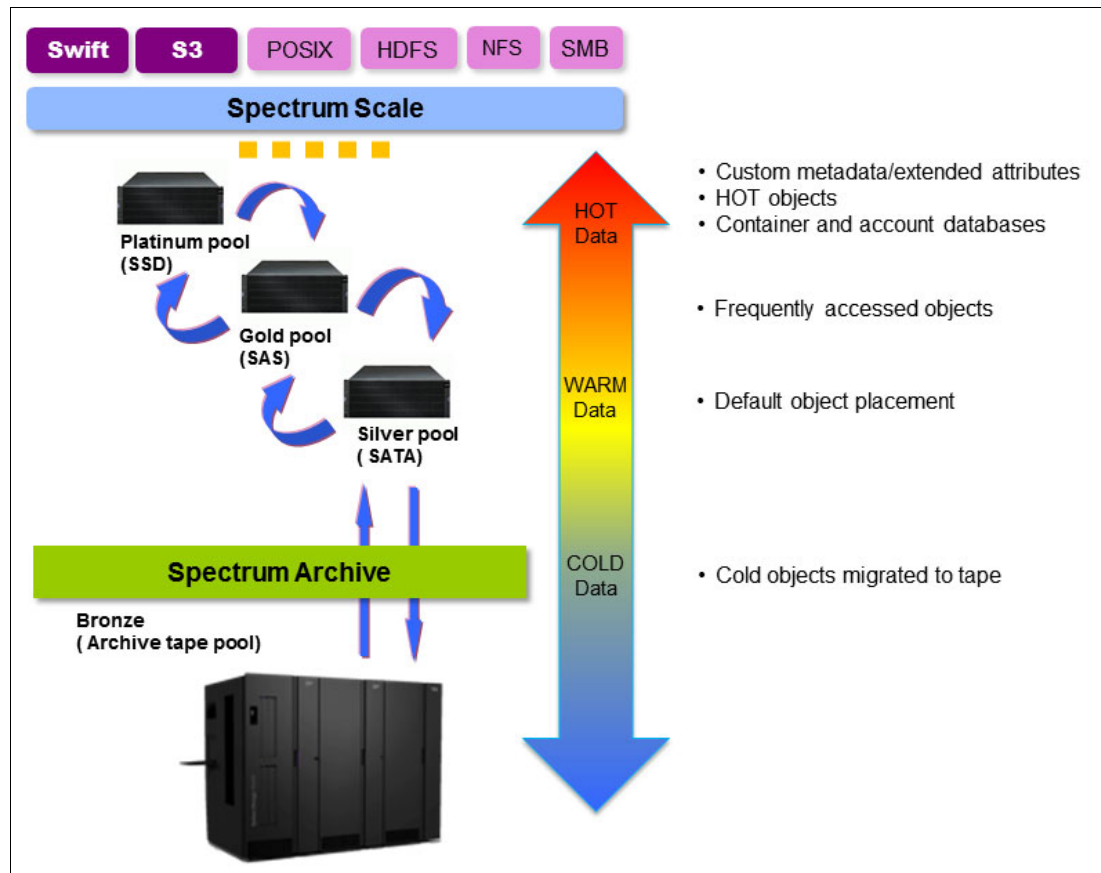 Swift
S3
POSIX
HDFS
NFS
SMB
Spectrum Scale
Platinum pool
(SSD)
Gold pool
(SAS)
Silver pool
( SATA)
HOT
Data
WARM
Data
COLD
Data
• Custom metadata/extended attributes
• HOT objects
• Container and account databases
• Frequently accessed objects
• Default object placement
• Cold objects migrated to tape
Spectrum Archive
Bronze
( Archive tape pool)